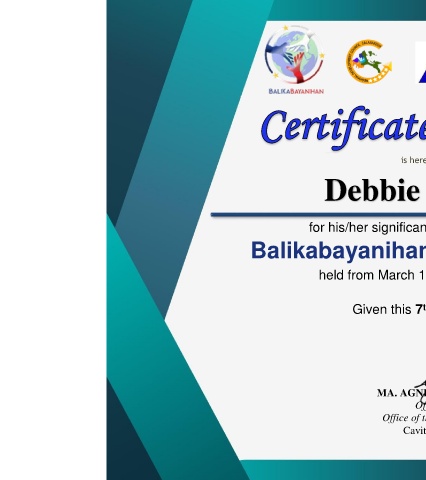 BALIKABAYANIHAN
Certificate
is here
Debbie
for his/her significan
Balikabayanihan
held from March 1
Given this 7th
MA. AGN
Of
Office of t
Cavit